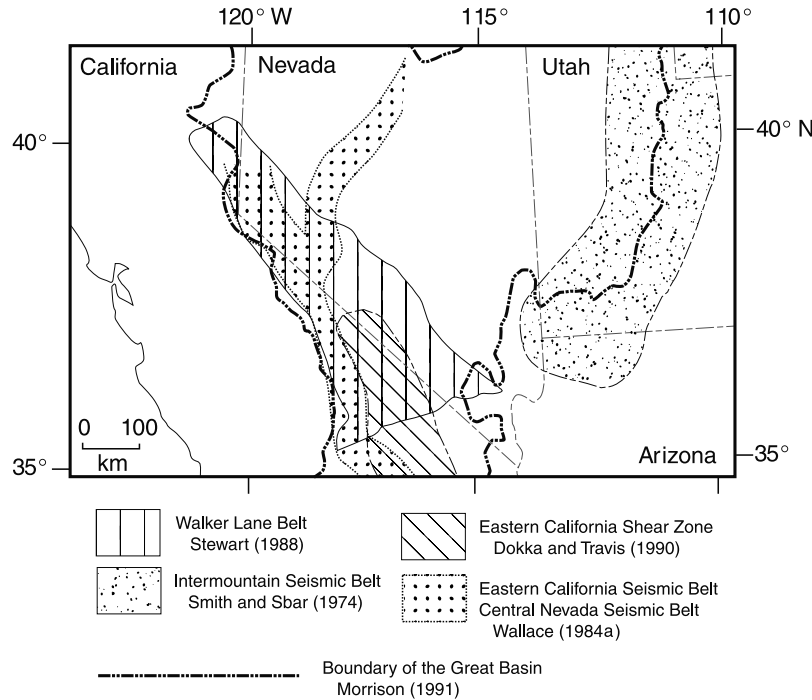 120° W
115°
110°
California
Nevada
Utah
40°
40° N
0 100
km
35°
Arizona
35°
Walker Lane Belt
Stewart (1988)
Eastern California Shear Zone
Dokka and Travis (1990)
Intermountain Seismic Belt
Smith and Sbar (1974)
Eastern California Seismic Belt
Central Nevada Seismic Belt
Wallace (1984a)
Boundary of the Great Basin
Morrison (1991)